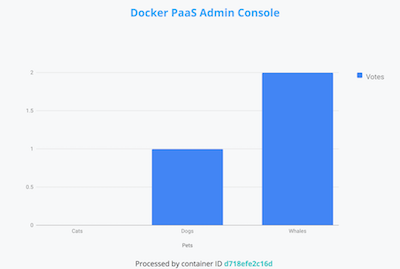 Docker PaaS Admin Console
2
Votes
1.5
1
0.5
0
Cats Dogs Whales
Pets
Processed by container ID d718efe2c16d